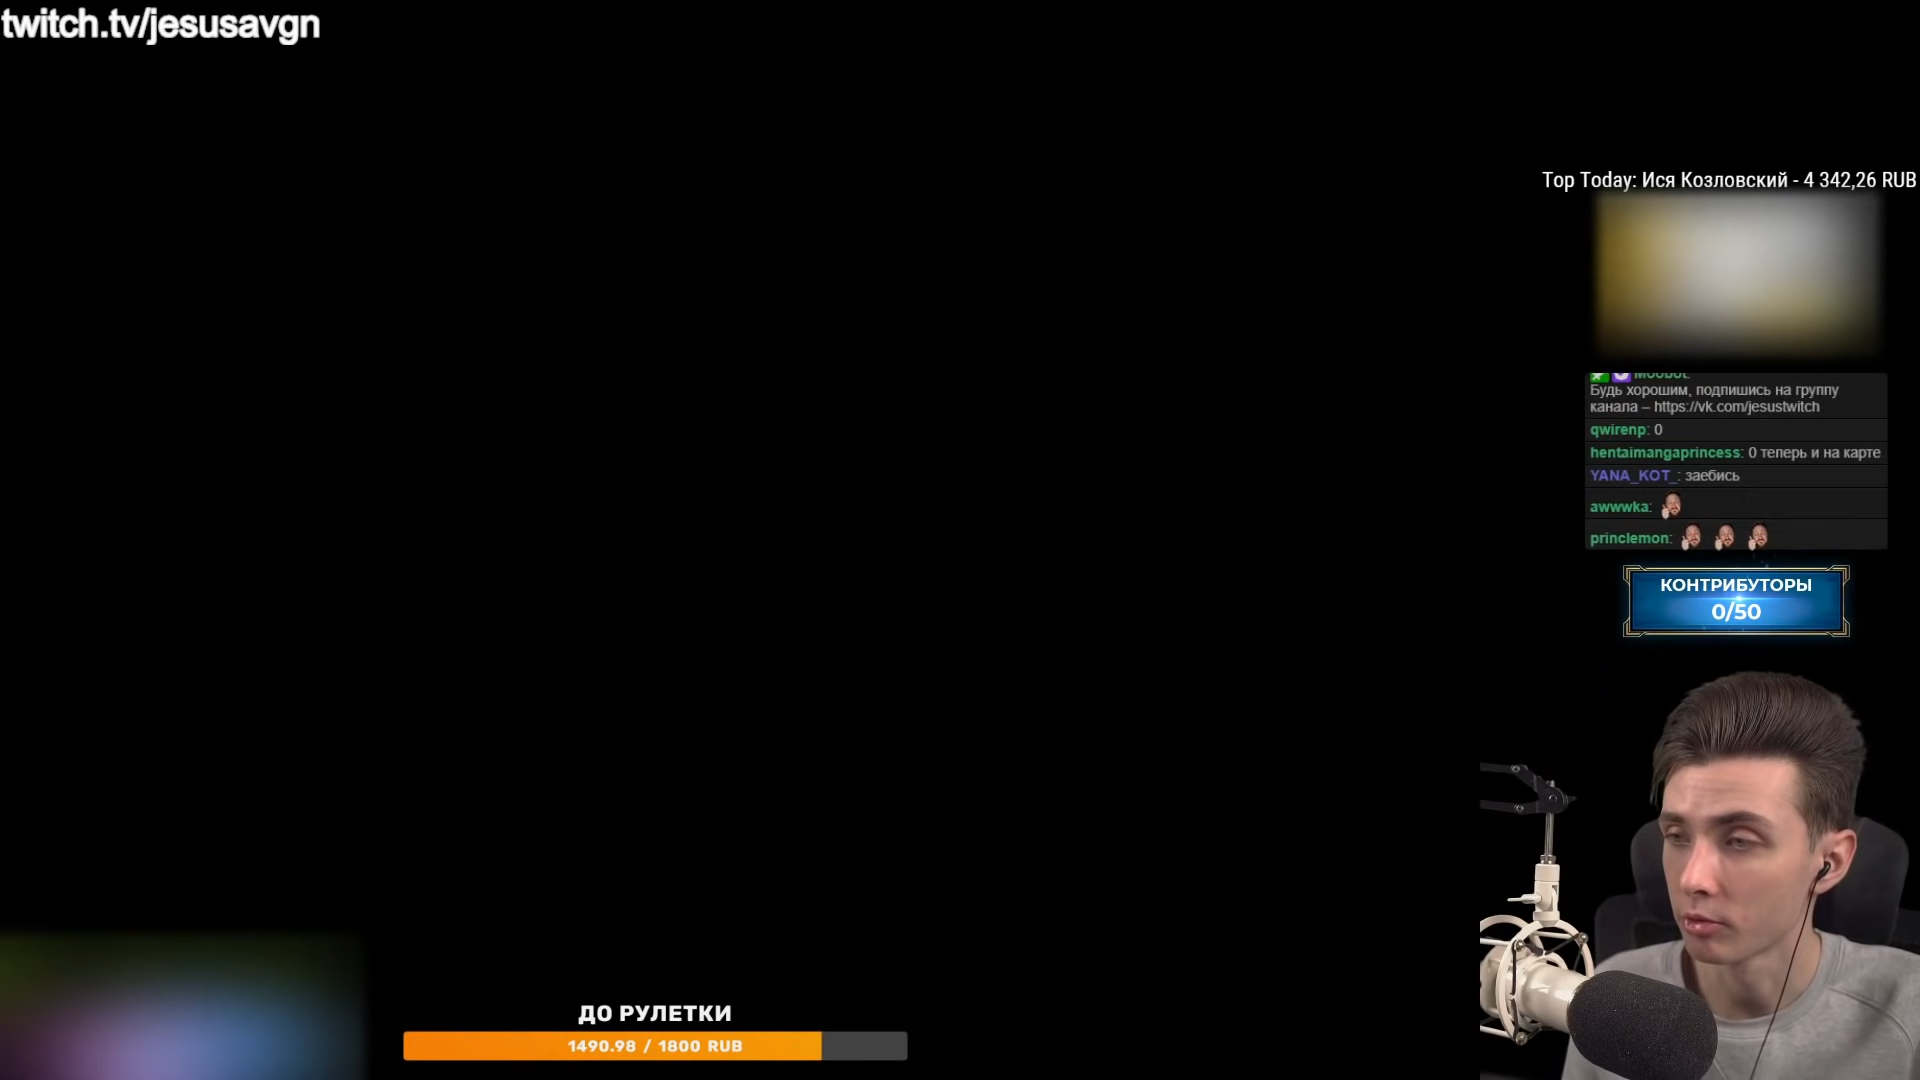 twitch.tv/jesusavgn
Top Today: Ися Козловский - 4 342,26 RUB
Moobot:
Будь хорошим, подпишись на группу
канала – https://vk.com/jesustwitch
qwirenp: 0
hentaimangaprincess: 0 теперь и на карте
YANA_KOT_: заебись
awwwka:
princlemon:
КОНТРИБУТОРЫ
0/50
ДО РУЛЕТКИ
1490.98 / 1800 RUB